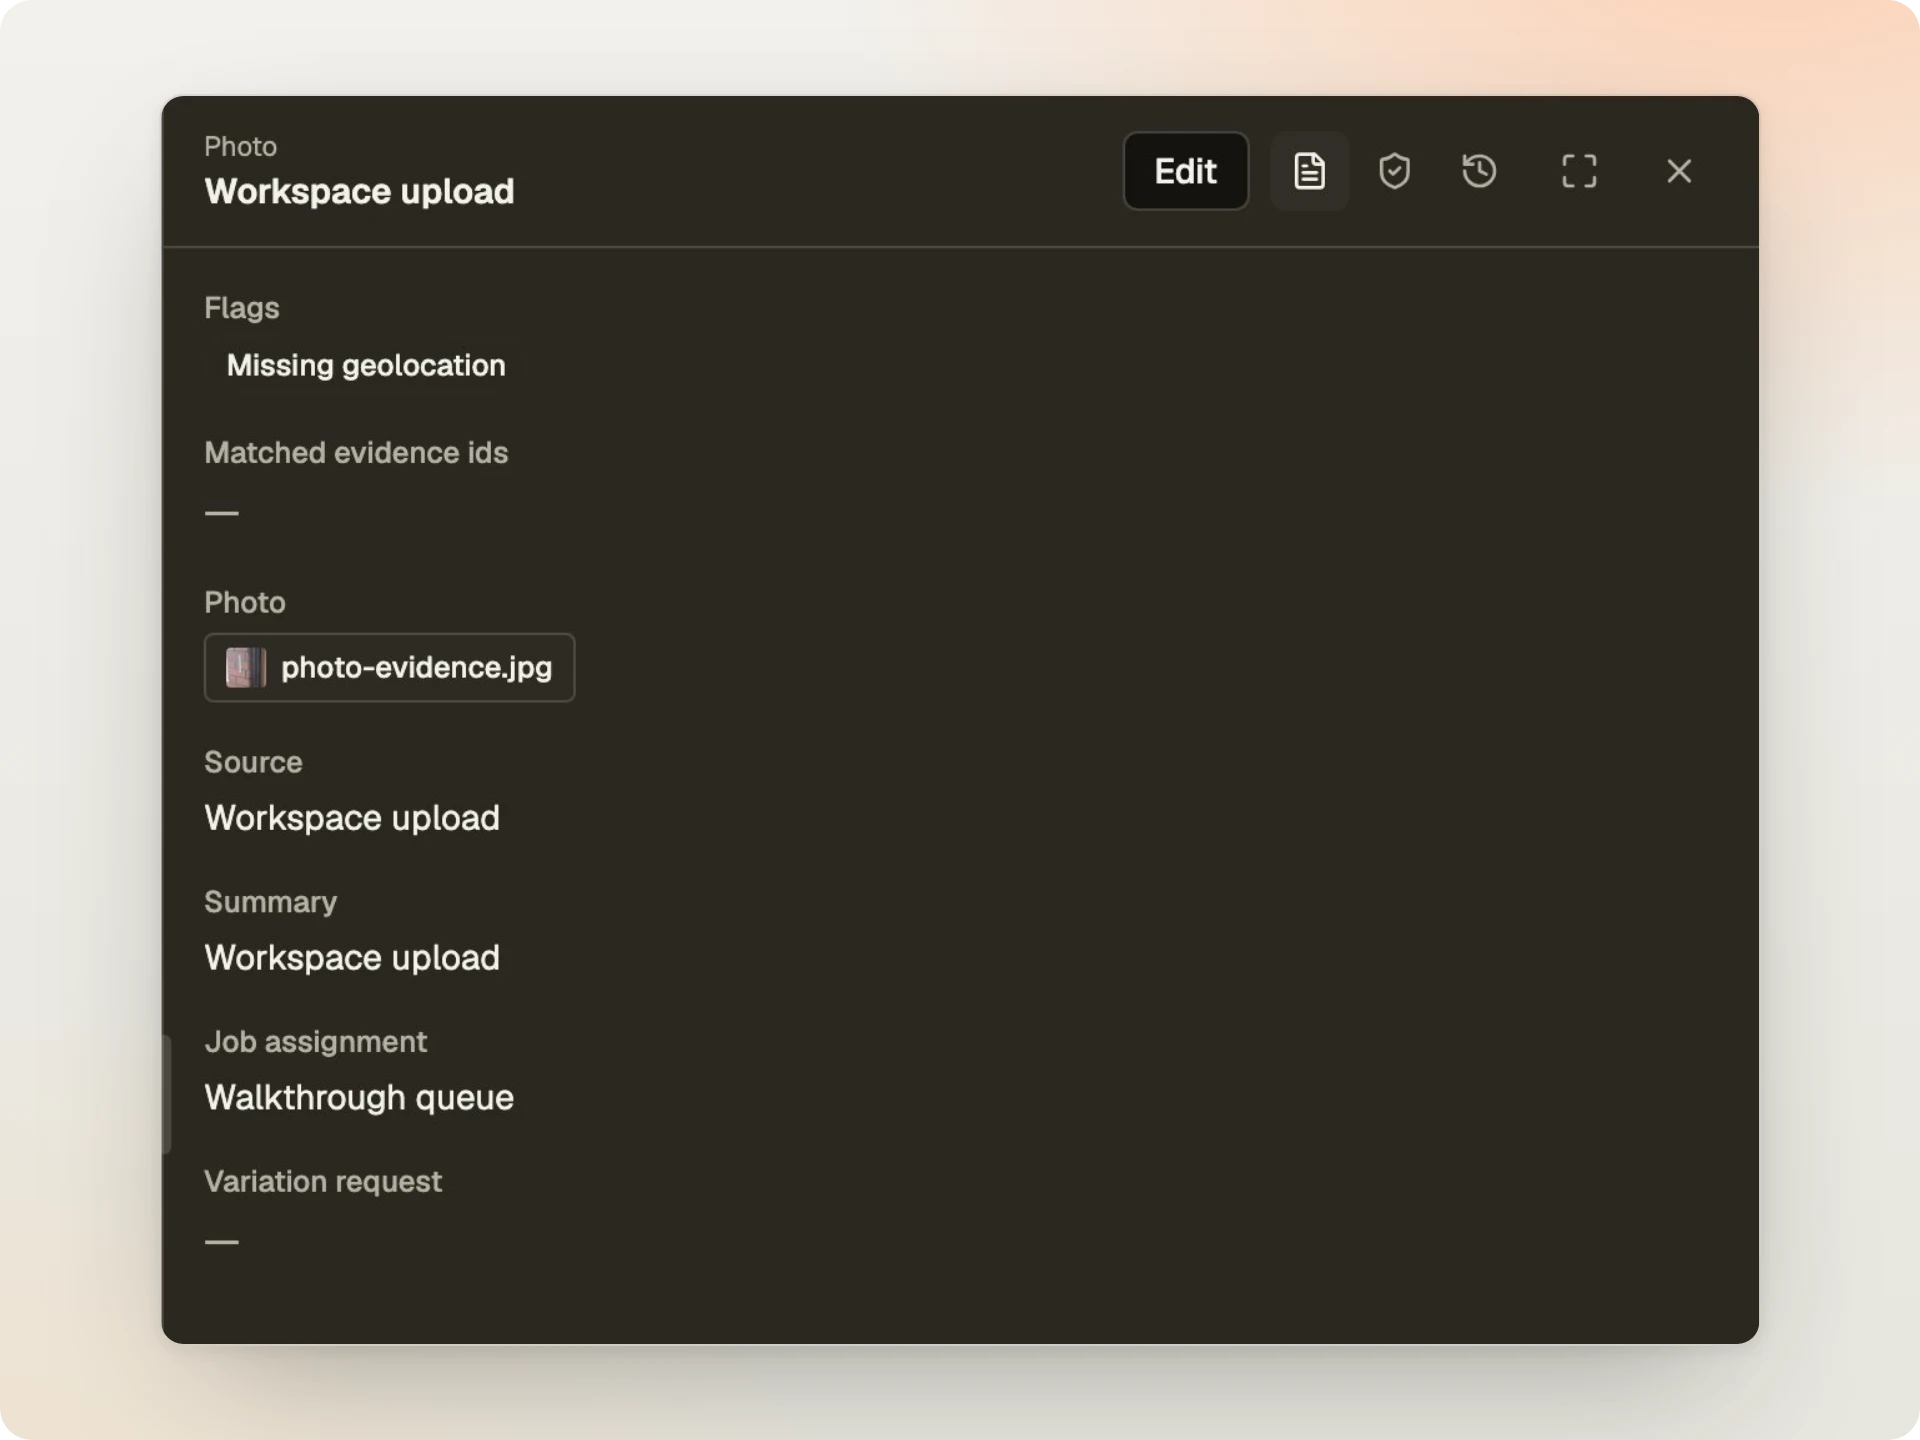 Photo
Workspace upload
Edit
Flags
Missing geolocation
Matched evidence ids
—
Photo
photo-evidence.jpg
Source
Workspace upload
Summary
Workspace upload
Job assignment
Walkthrough queue
Variation request
—